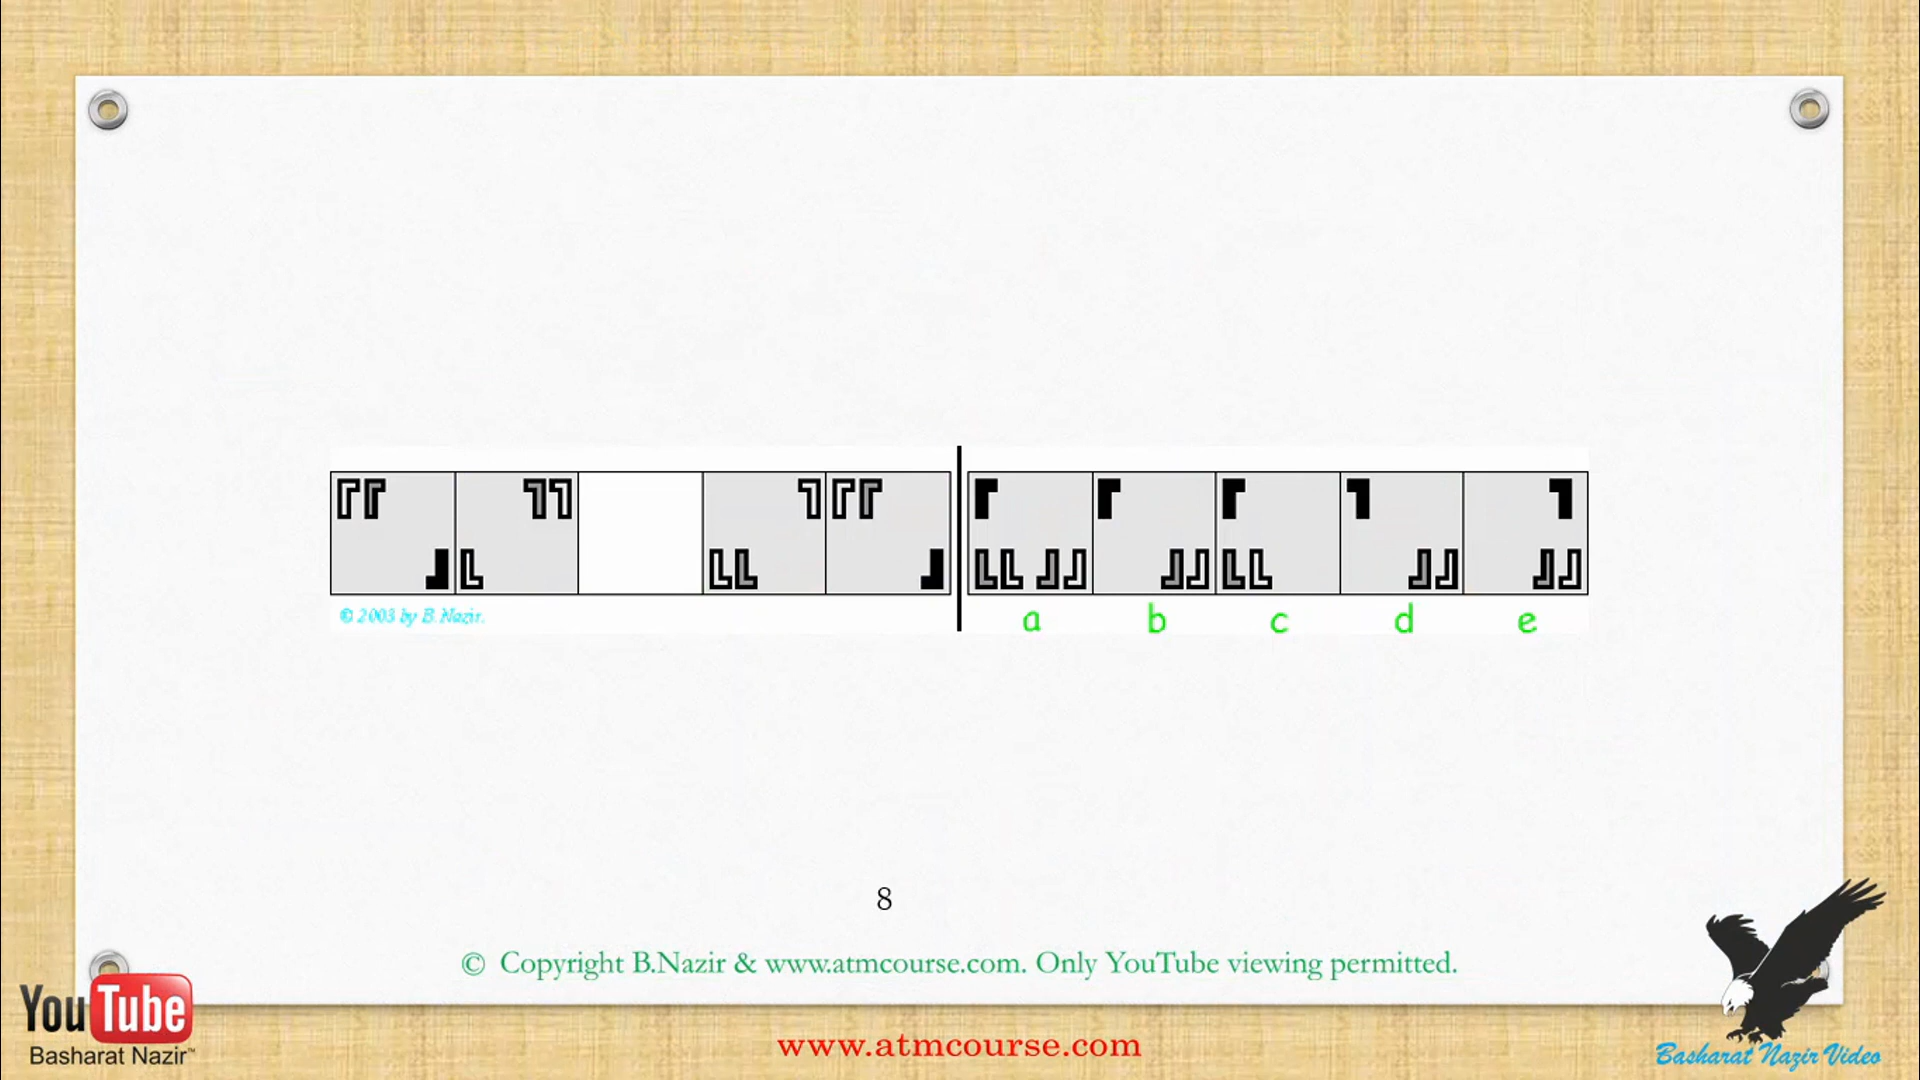 © 2003 by B.Nazir.
a b c d e
8
© Copyright B.Nazir & www.atmcourse.com. Only YouTube viewing permitted.
YouTube
Basharat Nazir™
www.atmcourse.com
Basharat Nazir Video